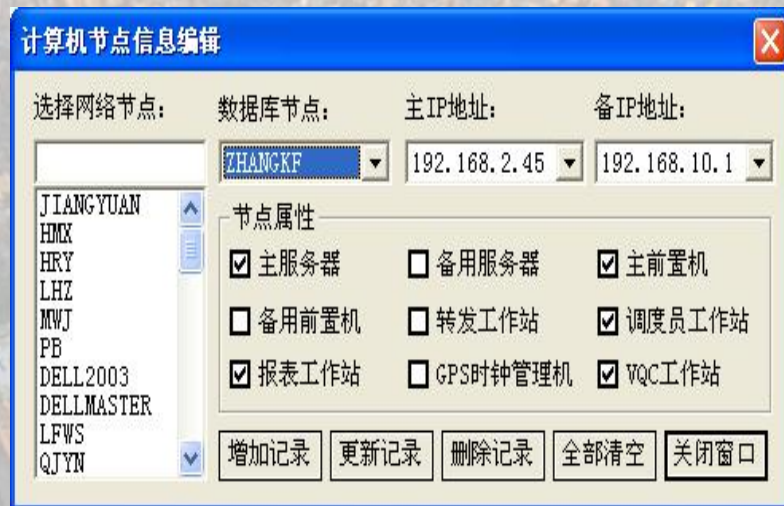 计算机节点信息编辑
选择网络节点：
数据库节点：
主IP地址：
备IP地址：
ZHANGKF
192.168.2.45
192.168.10.1
JIANGYUAN
HMX
HRY
LHZ
MWJ
PB
DELL2003
DELLMASTER
LFWS
QJYN
节点属性
主服务器
备用服务器
主前置机
备用前置机
转发工作站
调度员工作站
报表工作站
GPS时钟管理机
VQC工作站
增加记录
更新记录
删除记录
全部清空
关闭窗口